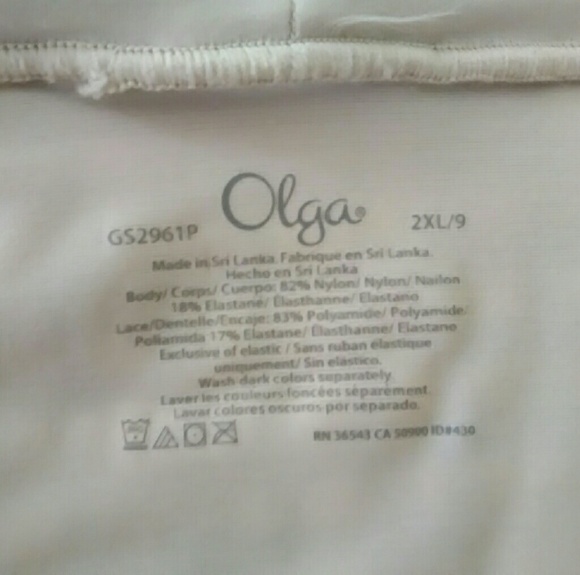 Olga
GS2961P
2XL/9
Made in Sri Lanka. Fabrique en Sri Lanka.
Hecho en Sri Lanka
Body/ Corps/ Cuerpo: 82% Nylon/ Nylon/ Nailon
18% Elastane/ Élasthanne/ Elastano
Lace/Dentelle/Encaje: 83% Polyamide/ Polyamide/
Poliamida 17% Elastane/ Élasthanne/ Elastano
Exclusive of elastic / Sans ruban élastique
uniquement/ Sin elastico.
Wash dark colors separately.
Laver les couleurs foncées séparement.
Lavar colores oscuros por separado.
RN 36543 CA 50900 ID#430